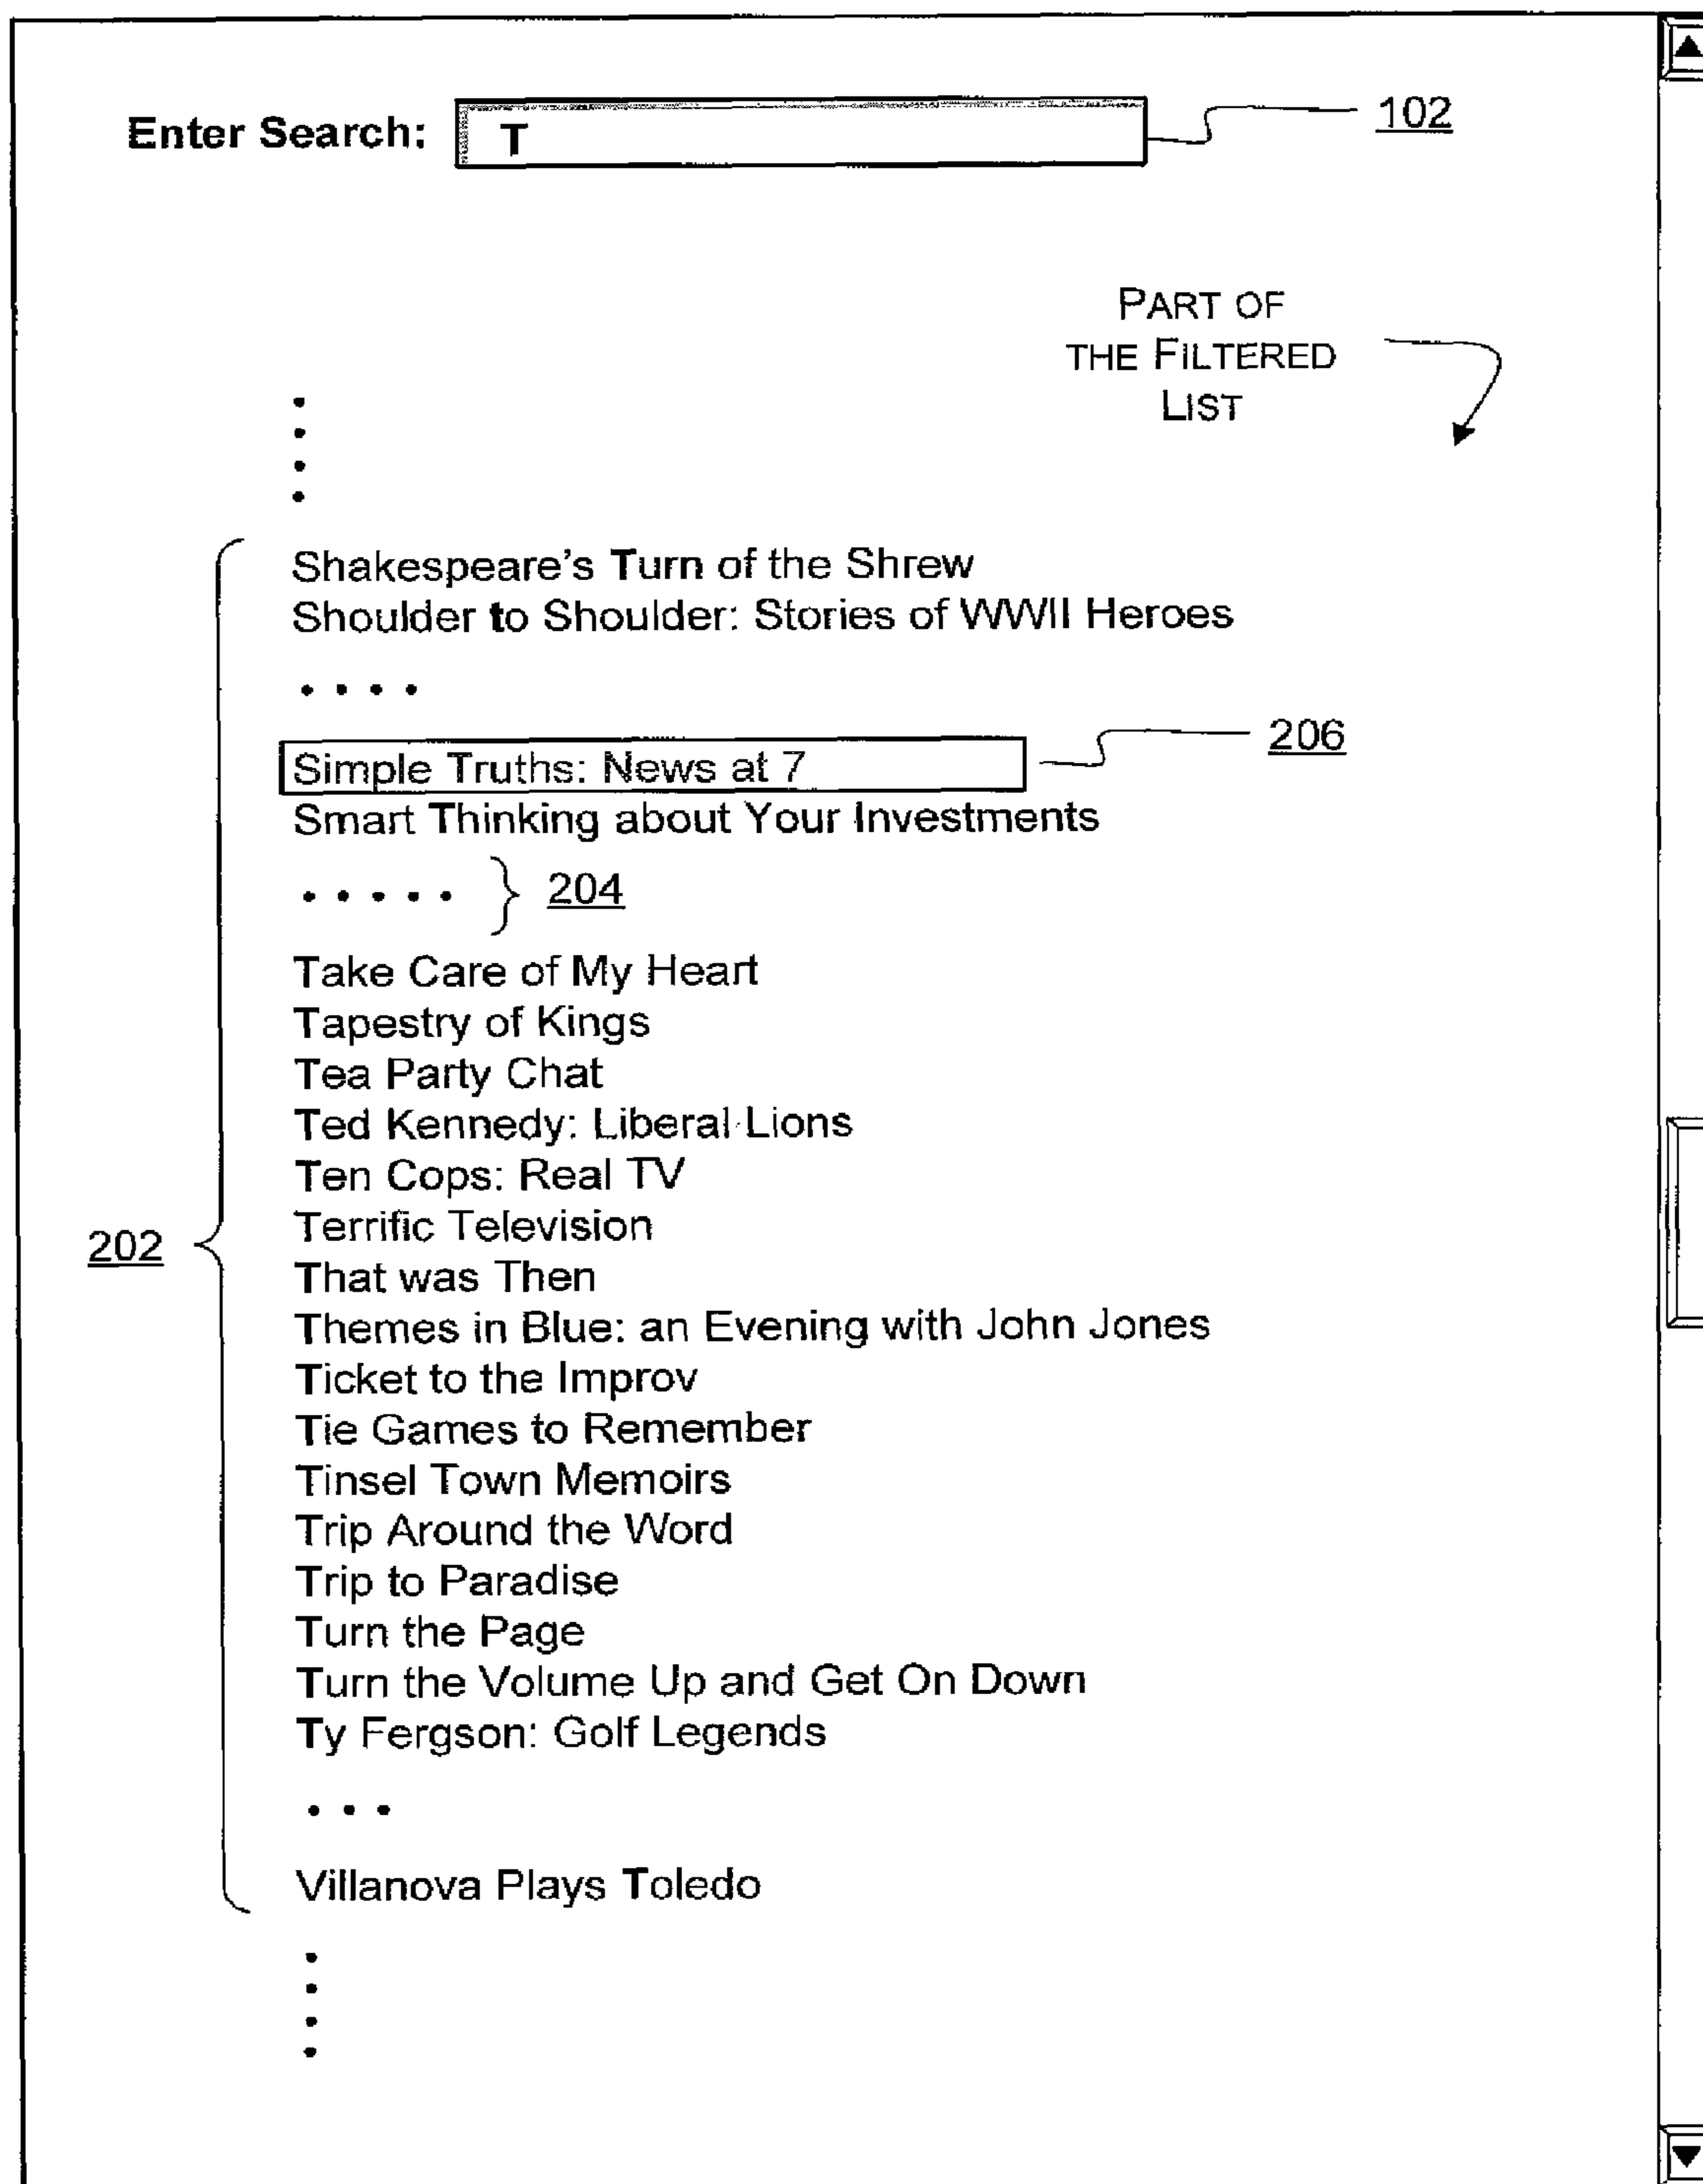 Enter Search: T 102
PART OF
THE FILTERED
LIST
Shakespeare's Turn of the Shrew
Shoulder to Shoulder: Stories of WWII Heroes
. . . .
Simple Truths: News at 7 206
Smart Thinking about Your Investments
. . . . . 204
Take Care of My Heart
Tapestry of Kings
Tea Party Chat
Ted Kennedy: Liberal Lions
Ten Cops: Real TV
Terrific Television
202
That was Then
Themes in Blue: an Evening with John Jones
Ticket to the Improv
Tie Games to Remember
Tinsel Town Memoirs
Trip Around the Word
Trip to Paradise
Turn the Page
Turn the Volume Up and Get On Down
Ty Fergson: Golf Legends
. . .
Villanova Plays Toledo